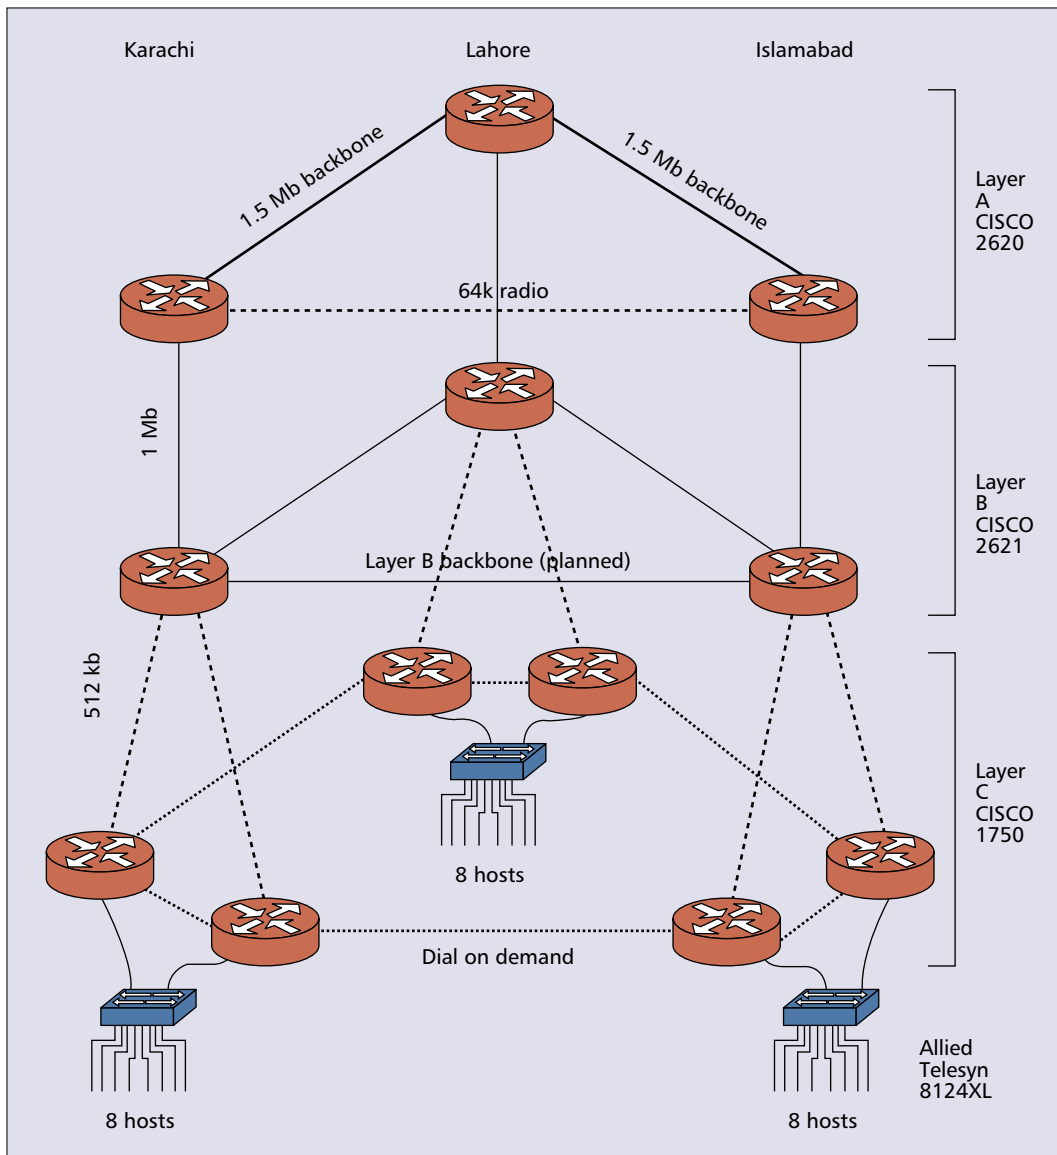 Karachi
Lahore
Islamabad
1.5 Mb backbone
1.5 Mb backbone
Layer
A
CISCO
2620
64k radio
1 Mb
Layer
B
CISCO
2621
Layer B backbone (planned)
512 kb
Layer
C
CISCO
1750
8 hosts
Dial on demand
Allied
Telesyn
8124XL
8 hosts
8 hosts